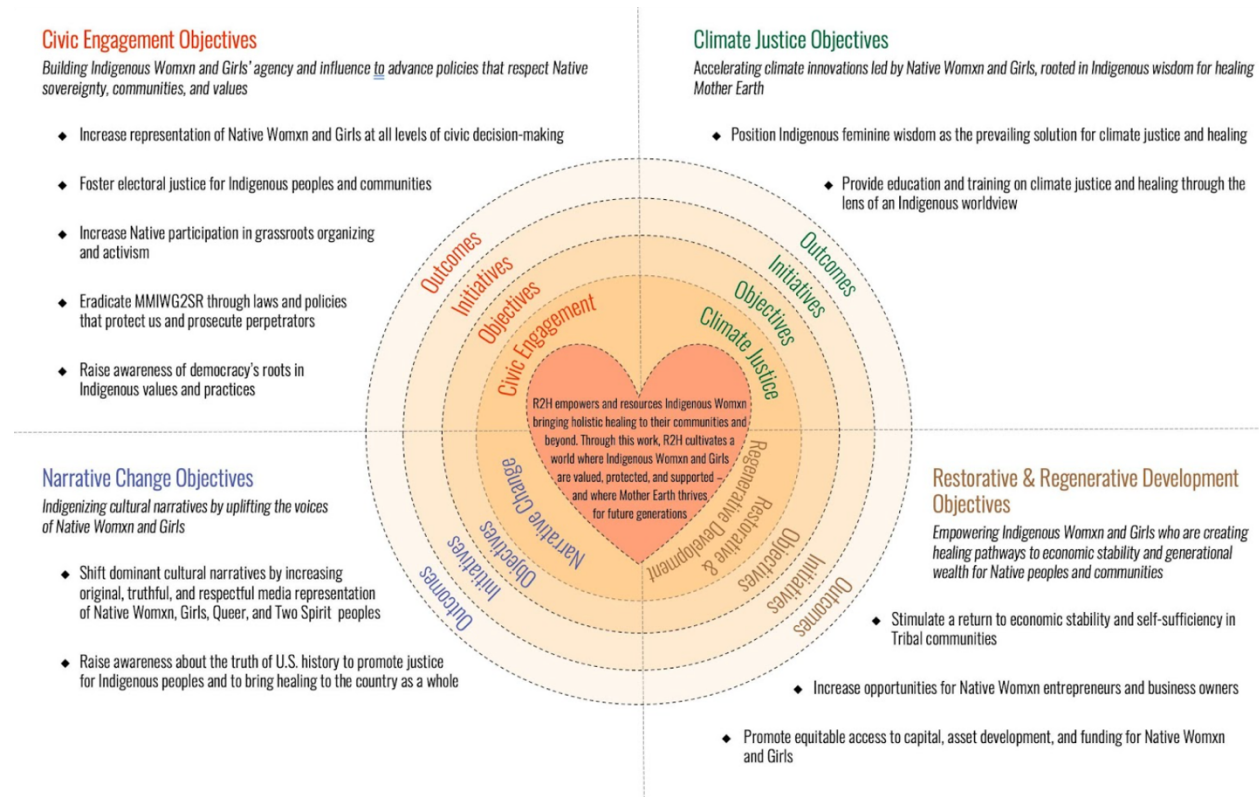 Civic Engagement Objectives
Building Indigenous Womxn and Girls' agency and influence to advance policies that respect Native
sovereignty, communities, and values
◆ Increase representation of Native Womxn and Girls at all levels of civic decision-making
◆ Foster electoral justice for Indigenous peoples and communities
◆ Increase Native participation in grassroots organizing
and activism
◆ Eradicate MMIWG2SR through laws and policies
that protect us and prosecute perpetrators
◆ Raise awareness of democracy's roots in
Indigenous values and practices
Climate Justice Objectives
Accelerating climate innovations led by Native Womxn and Girls, rooted in Indigenous wisdom for healing
Mother Earth
◆ Position Indigenous feminine wisdom as the prevailing solution for climate justice and healing
◆ Provide education and training on climate justice and healing through the
lens of an Indigenous worldview
Outcomes
Initiatives
Objectives
Civic Engagement
Outcomes
Initiatives
Objectives
Climate Justice
R2H empowers and resources Indigenous Womxn
bringing holistic healing to their communities and
beyond. Through this work, R2H cultivates a
world where Indigenous Womxn and Girls
are valued, protected, and supported –
and where Mother Earth thrives
for future generations
Narrative Change
Objectives
Initiatives
Outcomes
Restorative &
Regenerative Development
Objectives
Initiatives
Outcomes
Narrative Change Objectives
Indigenizing cultural narratives by uplifting the voices
of Native Womxn and Girls
◆ Shift dominant cultural narratives by increasing
original, truthful, and respectful media representation
of Native Womxn, Girls, Queer, and Two Spirit peoples
◆ Raise awareness about the truth of U.S. history to promote justice
for Indigenous peoples and to bring healing to the country as a whole
Restorative & Regenerative Development
Objectives
Empowering Indigenous Womxn and Girls who are creating
healing pathways to economic stability and generational
wealth for Native peoples and communities
◆ Stimulate a return to economic stability and self-sufficiency in
Tribal communities
◆ Increase opportunities for Native Womxn entrepreneurs and business owners
◆ Promote equitable access to capital, asset development, and funding for Native Womxn
and Girls